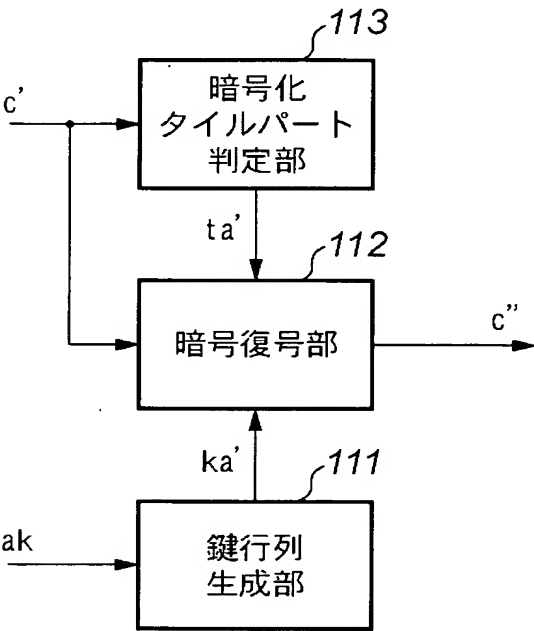 113
暗号化
タイルパート
判定部
c'
ta'
112
暗号復号部
c"
ka'
111
ak
鍵行列
生成部